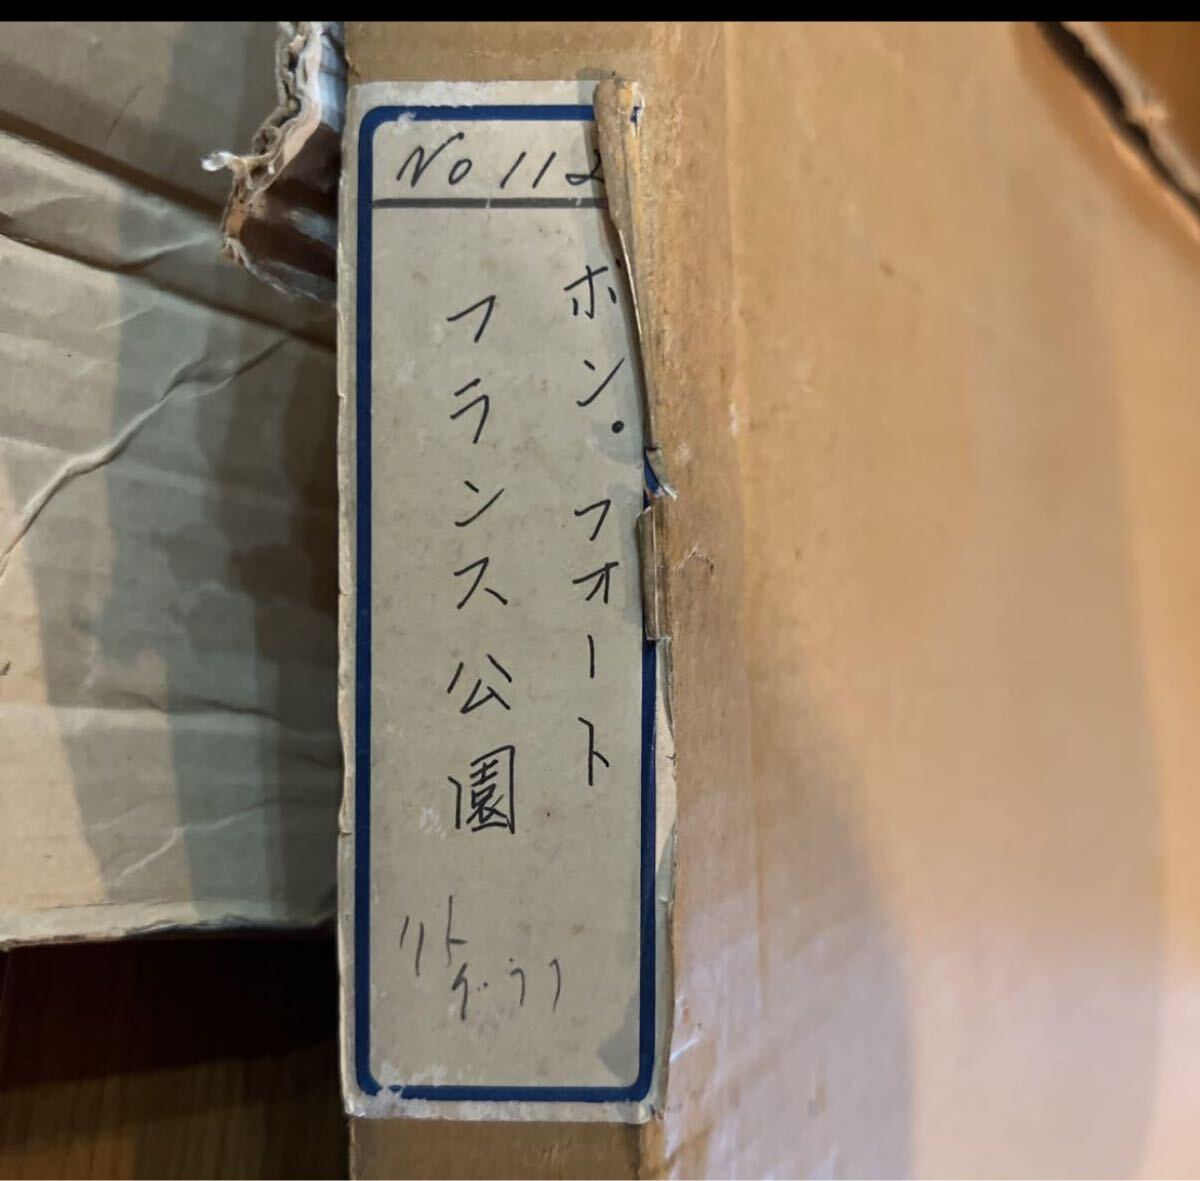 No 112
ボン・フォート
フランス公園
リト
グラフ